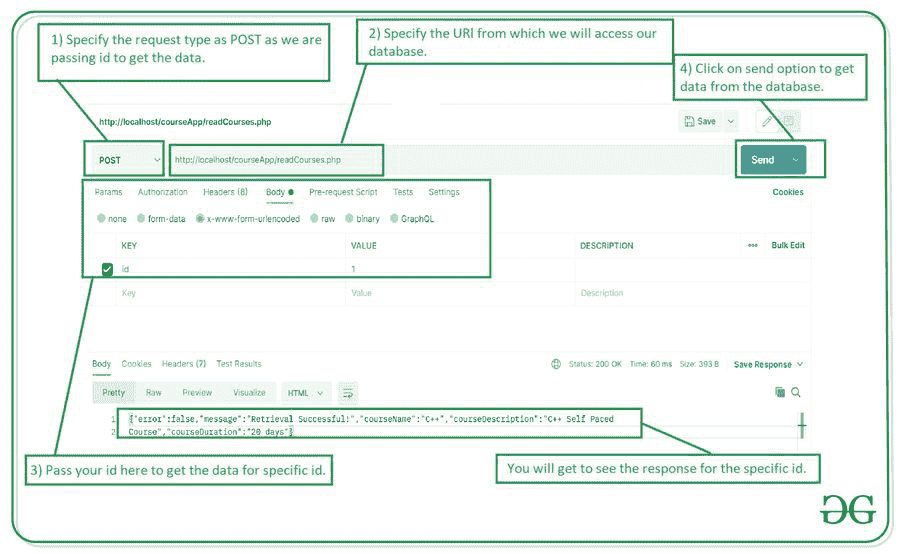 1) Specify the request type as POST as we are
passing id to get the data.
2) Specify the URl from which we will access our
database.
4) Click on send option to get
data from the database.
http://localhost/courseApp/readCourses.php
Save
POST
http://localhost/courseApp/readCourses.php
Send
Params Authorization Headers (8) Body Pre-request Script Tests Settings
Cookies
none form-data x-www-form-urlencoded raw binary GraphQL
KEY VALUE DESCRIPTION Bulk Edit
id 1
Key Value Description
Body Cookies Headers (7) Test Results
Status: 200 OK Time: 60 ms Size: 393 B Save Response
Pretty Raw Preview Visualize HTML
1 {"error":false,"message":"Retrieval Successful!","courseName":"C++","courseDescription":"C++ Self Paced
2 Course","courseDuration":"20 days"}
3) Pass your id here to get the data for specific id.
You will get to see the response for the specific id.